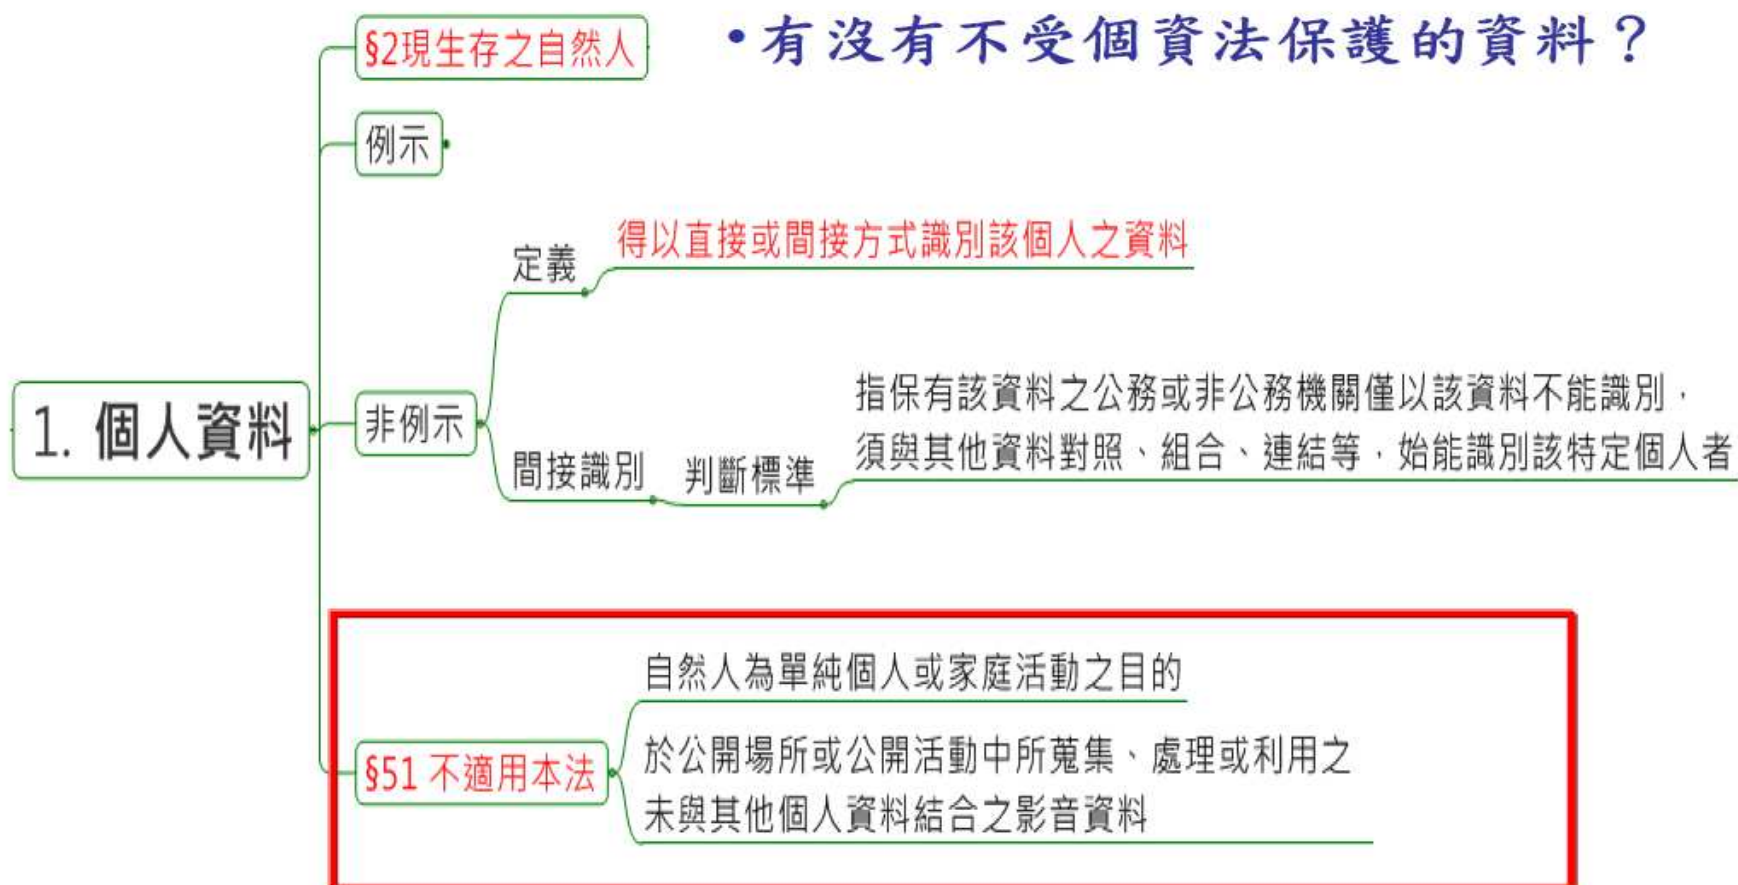 •有沒有不受個資法保護的資料？
1. 個人資料
§2現生存之自然人
例示
非例示
定義
得以直接或間接方式識別該個人之資料
間接識別
判斷標準
指保有該資料之公務或非公務機關僅以該資料不能識別，
須與其他資料對照、組合、連結等，始能識別該特定個人者
§51 不適用本法
自然人為單純個人或家庭活動之目的
於公開場所或公開活動中所蒐集、處理或利用之
未與其他個人資料結合之影音資料